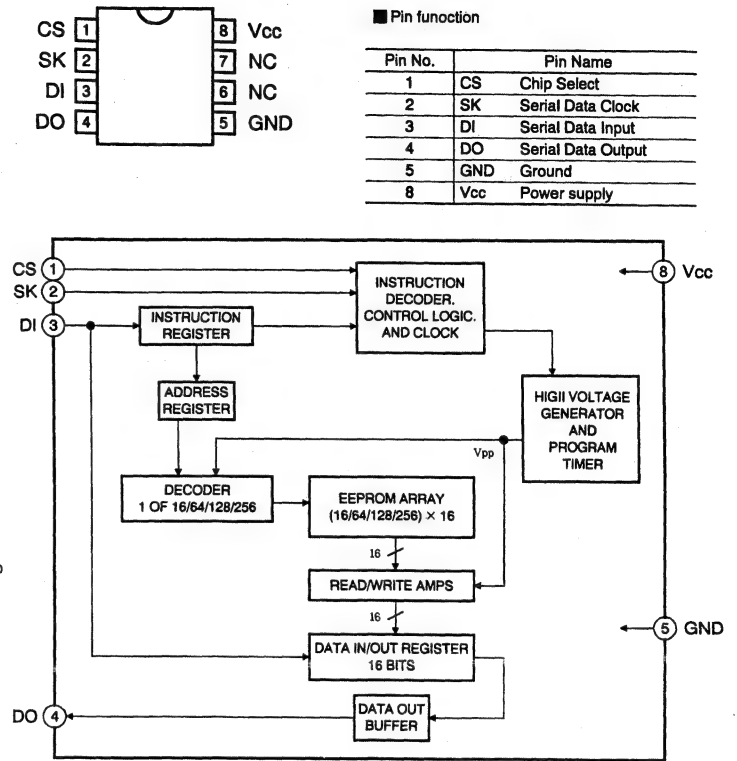 ■ Pin funoction
CS 1 8 Vcc
SK 2 7 NC
DI 3 6 NC
DO 4 5 GND
Pin No. Pin Name
1 CS Chip Select
2 SK Serial Data Clock
3 DI Serial Data Input
4 DO Serial Data Output
5 GND Ground
8 Vcc Power supply
CS 1
SK 2
DI 3
INSTRUCTION
REGISTER
INSTRUCTION
DECODER.
CONTROL LOGIC.
AND CLOCK
8 Vcc
ADDRESS
REGISTER
HIGII VOLTAGE
GENERATOR
AND
PROGRAM
TIMER
Vpp
DECODER
1 OF 16/64/128/256
EEPROM ARRAY
(16/64/128/256) × 16
16
READ/WRITE AMPS
16
DATA IN/OUT REGISTER
16 BITS
5 GND
DO 4
DATA OUT
BUFFER